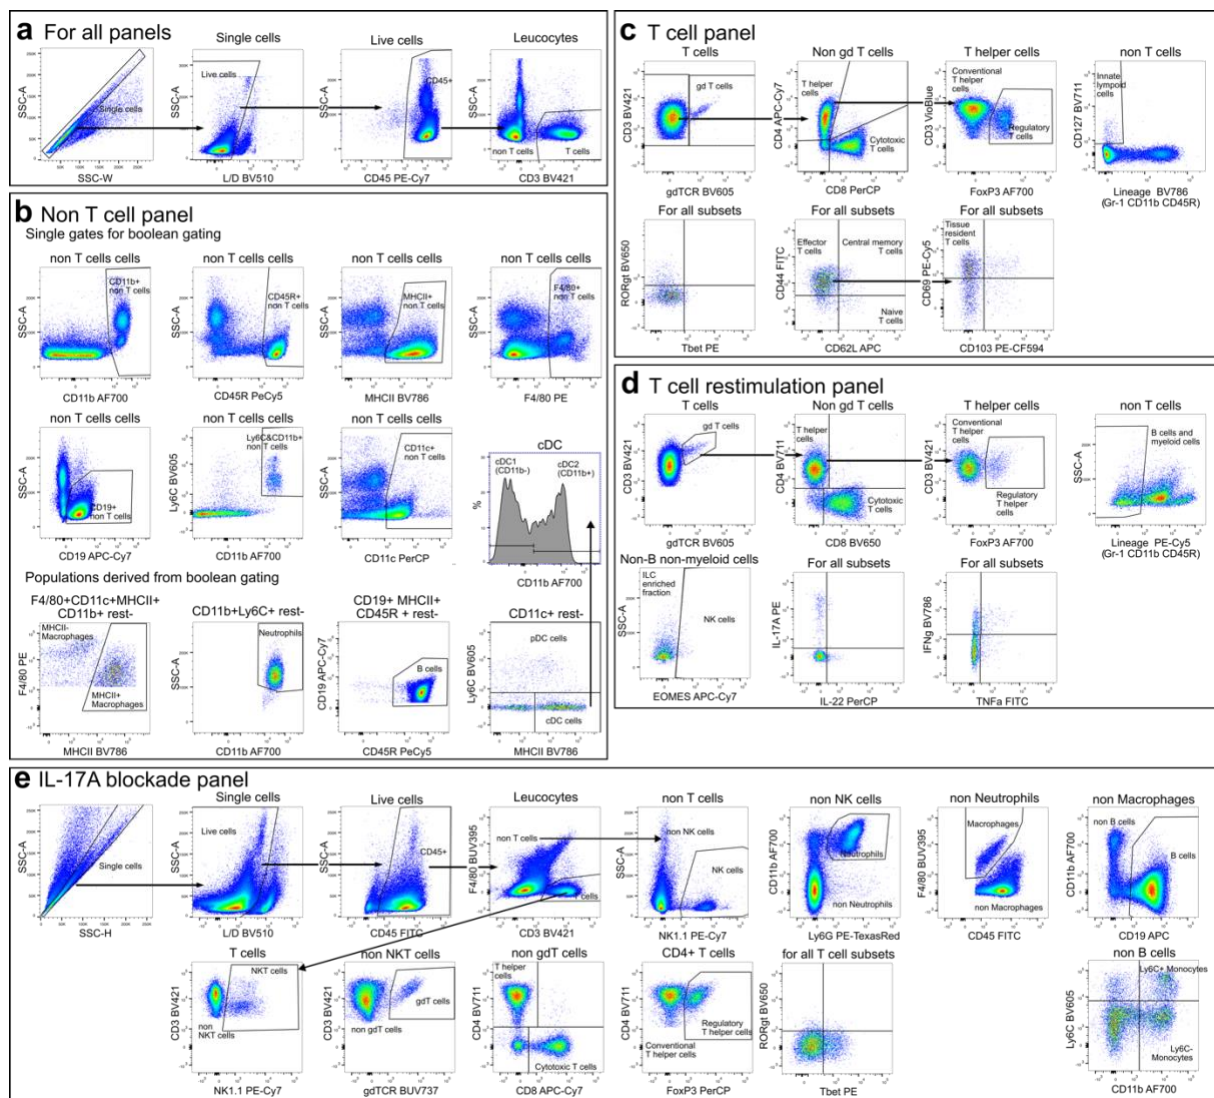 a For all panels
Single cells
Live cells
Leucocytes
SSC-A
Single cells
SSC-W
SSC-A
Live cells
L/D BV510
SSC-A
CD45+
CD45 PE-Cy7
SSC-A
non T cells
T cells
CD3 BV421
b Non T cell panel
Single gates for boolean gating
non T cells cells
non T cells cells
non T cells cells
non T cells cells
SSC-A
CD11b+
non T cells
CD11b AF700
SSC-A
CD45R+
non T cells
CD45R PeCy5
SSC-A
MHCII+
non T cells
MHCII BV786
SSC-A
F4/80+
non T cells
F4/80 PE
non T cells cells
non T cells cells
non T cells cells
cDC
SSC-A
CD19+
non T cells
CD19 APC-Cy7
Ly6C BV605
Ly6C&CD11b+
non T cells
CD11b AF700
SSC-A
CD11c+
non T cells
CD11c PerCP
%
cDC1
(CD11b-)
cDC2
(CD11b+)
CD11b AF700
Populations derived from boolean gating
F4/80+CD11c+MHCII+
CD11b+ rest-
CD11b+Ly6C+ rest-
CD19+ MHCII+
CD45R + rest-
CD11c+ rest-
F4/80 PE
MHCII-
Macrophages
MHCII+
Macrophages
MHCII BV786
SSC-A
Neutrophils
CD11b AF700
CD19 APC-Cy7
B cells
CD45R PeCy5
Ly6C BV605
pDC cells
cDC cells
MHCII BV786
c T cell panel
T cells
Non gd T cells
T helper cells
non T cells
CD3 BV421
gd T cells
gdTCR BV605
CD4 APC-Cy7
T helper
cells
Cytotoxic
T cells
CD8 PerCP
CD3 VioBlue
Conventional
T helper
cells
Regulatory
T cells
FoxP3 AF700
CD127 BV711
Innate
lympoid
cells
Lineage BV786
(Gr-1 CD11b CD45R)
For all subsets
For all subsets
For all subsets
RORgt BV650
Tbet PE
CD44 FITC
Effector
T cells
Central memory
T cells
Naive
T cells
CD62L APC
CD69 PE-Cy5
Tissue
resident
T cells
CD103 PE-CF594
d T cell restimulation panel
T cells
Non gd T cells
T helper cells
non T cells
CD3 BV421
gd T cells
gdTCR BV605
CD4 BV711
T helper
cells
Cytotoxic
T cells
CD8 BV650
CD3 BV421
Conventional
T helper
cells
Regulatory
T helper cells
FoxP3 AF700
SSC-A
B cells and
myeloid cells
Lineage PE-Cy5
(Gr-1 CD11b CD45R)
Non-B non-myeloid cells
For all subsets
For all subsets
SSC-A
ILC
enriched
fraction
NK cells
EOMES APC-Cy7
IL-17A PE
IL-22 PerCP
IFNg BV786
TNFa FITC
e IL-17A blockade panel
Single cells
Live cells
Leucocytes
non T cells
non NK cells
non Neutrophils
non Macrophages
SSC-A
Single cells
SSC-H
SSC-A
Live cells
L/D BV510
SSC-A
CD45+
CD45 FITC
F4/80 BUV395
non T cells
T cells
CD3 BV421
SSC-A
non NK cells
NK cells
NK1.1 PE-Cy7
CD11b AF700
Neutrophils
non Neutrophils
Ly6G PE-TexasRed
F4/80 BUV395
Macrophages
non Macrophages
CD45 FITC
CD11b AF700
non B cells
B cells
CD19 APC
T cells
non NKT cells
non gdT cells
CD4+ T cells
for all T cell subsets
non B cells
CD3 BV421
NKT cells
non
NKT cells
NK1.1 PE-Cy7
CD3 BV421
gdT cells
non gdT cells
gdTCR BUV737
CD4 BV711
T helper
cells
Cytotoxic T cells
CD8 APC-Cy7
CD4 BV711
Regulatory
T helper cells
Conventional
T helper cells
FoxP3 PerCP
RORgt BV650
Tbet PE
Ly6C BV605
Ly6C+ Monocytes
Ly6C-
Monocytes
CD11b AF700